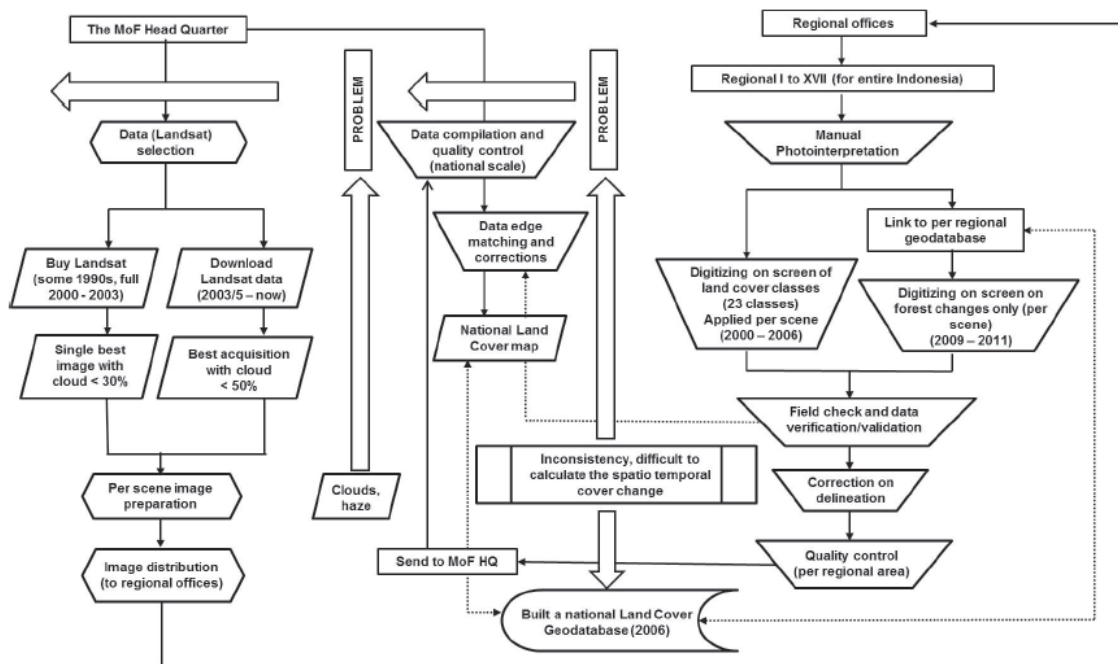 The MoF Head Quarter
Data (Landsat)
selection
Buy Landsat
(some 1990s, full
2000 - 2003)
Download
Landsat data
(2003/5 – now)
Single best
image with
cloud < 30%
Best acquisition
with cloud
< 50%
Per scene image
preparation
Image distribution
(to regional offices)
PROBLEM
Clouds,
haze
Data compilation and
quality control
(national scale)
Data edge
matching and
corrections
National Land
Cover map
PROBLEM
Inconsistency, difficult to
calculate the spatio temporal
cover change
Send to MoF HQ
Built a national Land Cover
Geodatabase (2006)
Regional offices
Regional I to XVII (for entire Indonesia)
Manual
Photointerpretation
Link to per regional
geodatabase
Digitizing on screen of
land cover classes
(23 classes)
Applied per scene
(2000 – 2006)
Digitizing on screen on
forest changes only (per
scene)
(2009 – 2011)
Field check and data
verification/validation
Correction on
delineation
Quality control
(per regional area)